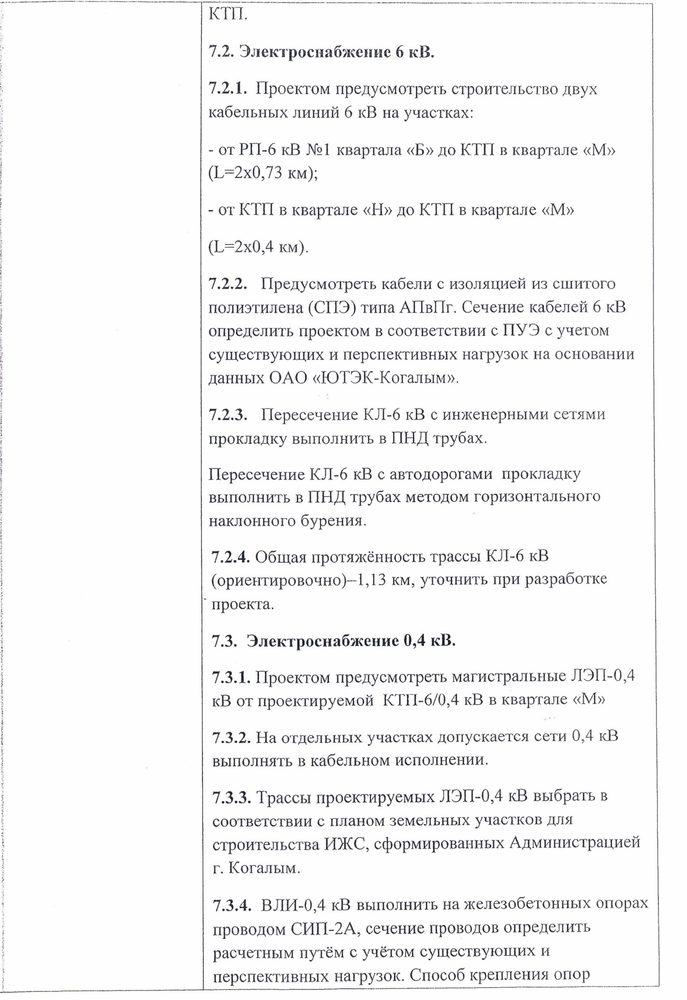 КТП.
7.2. Электроснабжение 6 кВ.
7.2.1. Проектом предусмотреть строительство двух
кабельных линий 6 кВ на участках:
- от РП-6 кВ №1 квартала «Б» до КТП в квартале «М»
(L=2х0,73 км);
- от КТП в квартале «Н» до КТП в квартале «М»
(L=2х0,4 км).
7.2.2. Предусмотреть кабели с изоляцией из сшитого
полиэтилена (СПЭ) типа АПвПг. Сечение кабелей 6 кВ
определить проектом в соответствии с ПУЭ с учетом
существующих и перспективных нагрузок на основании
данных ОАО «ЮТЭК-Когалым».
7.2.3. Пересечение КЛ-6 кВ с инженерными сетями
прокладку выполнить в ПНД трубах.
Пересечение КЛ-6 кВ с автодорогами прокладку
выполнить в ПНД трубах методом горизонтального
наклонного бурения.
7.2.4. Общая протяжённость трассы КЛ-6 кВ
(ориентировочно)–1,13 км, уточнить при разработке
проекта.
7.3. Электроснабжение 0,4 кВ.
7.3.1. Проектом предусмотреть магистральные ЛЭП-0,4
кВ от проектируемой КТП-6/0,4 кВ в квартале «М»
7.3.2. На отдельных участках допускается сети 0,4 кВ
выполнять в кабельном исполнении.
7.3.3. Трассы проектируемых ЛЭП-0,4 кВ выбрать в
соответствии с планом земельных участков для
строительства ИЖС, сформированных Администрацией
г. Когалым.
7.3.4. ВЛИ-0,4 кВ выполнить на железобетонных опорах
проводом СИП-2А, сечение проводов определить
расчетным путём с учётом существующих и
перспективных нагрузок. Способ крепления опор